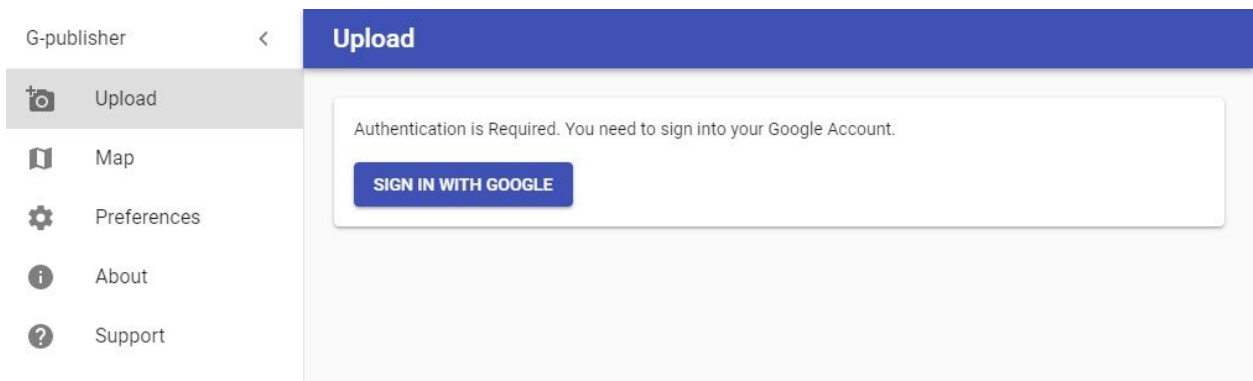 G-publisher
Upload
Map
Preferences
About
Support
Upload
Authentication is Required. You need to sign into your Google Account.
SIGN IN WITH GOOGLE